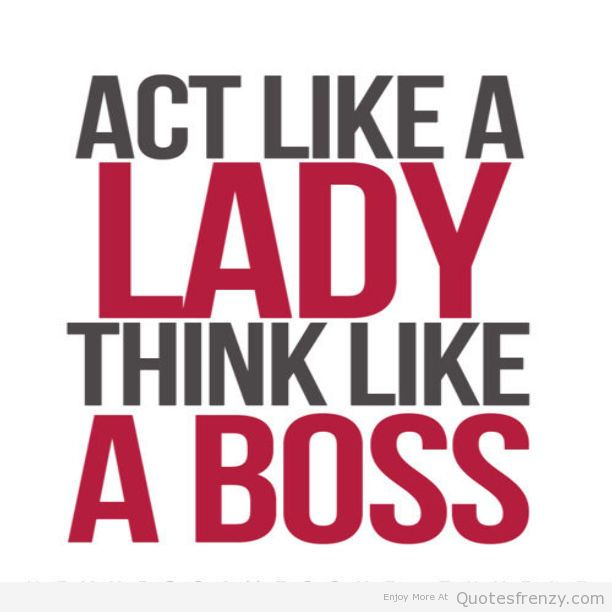 ACT LIKE A
LADY
THINK LIKE
A BOSS
Enjoy More At Quotesfrenzy.com